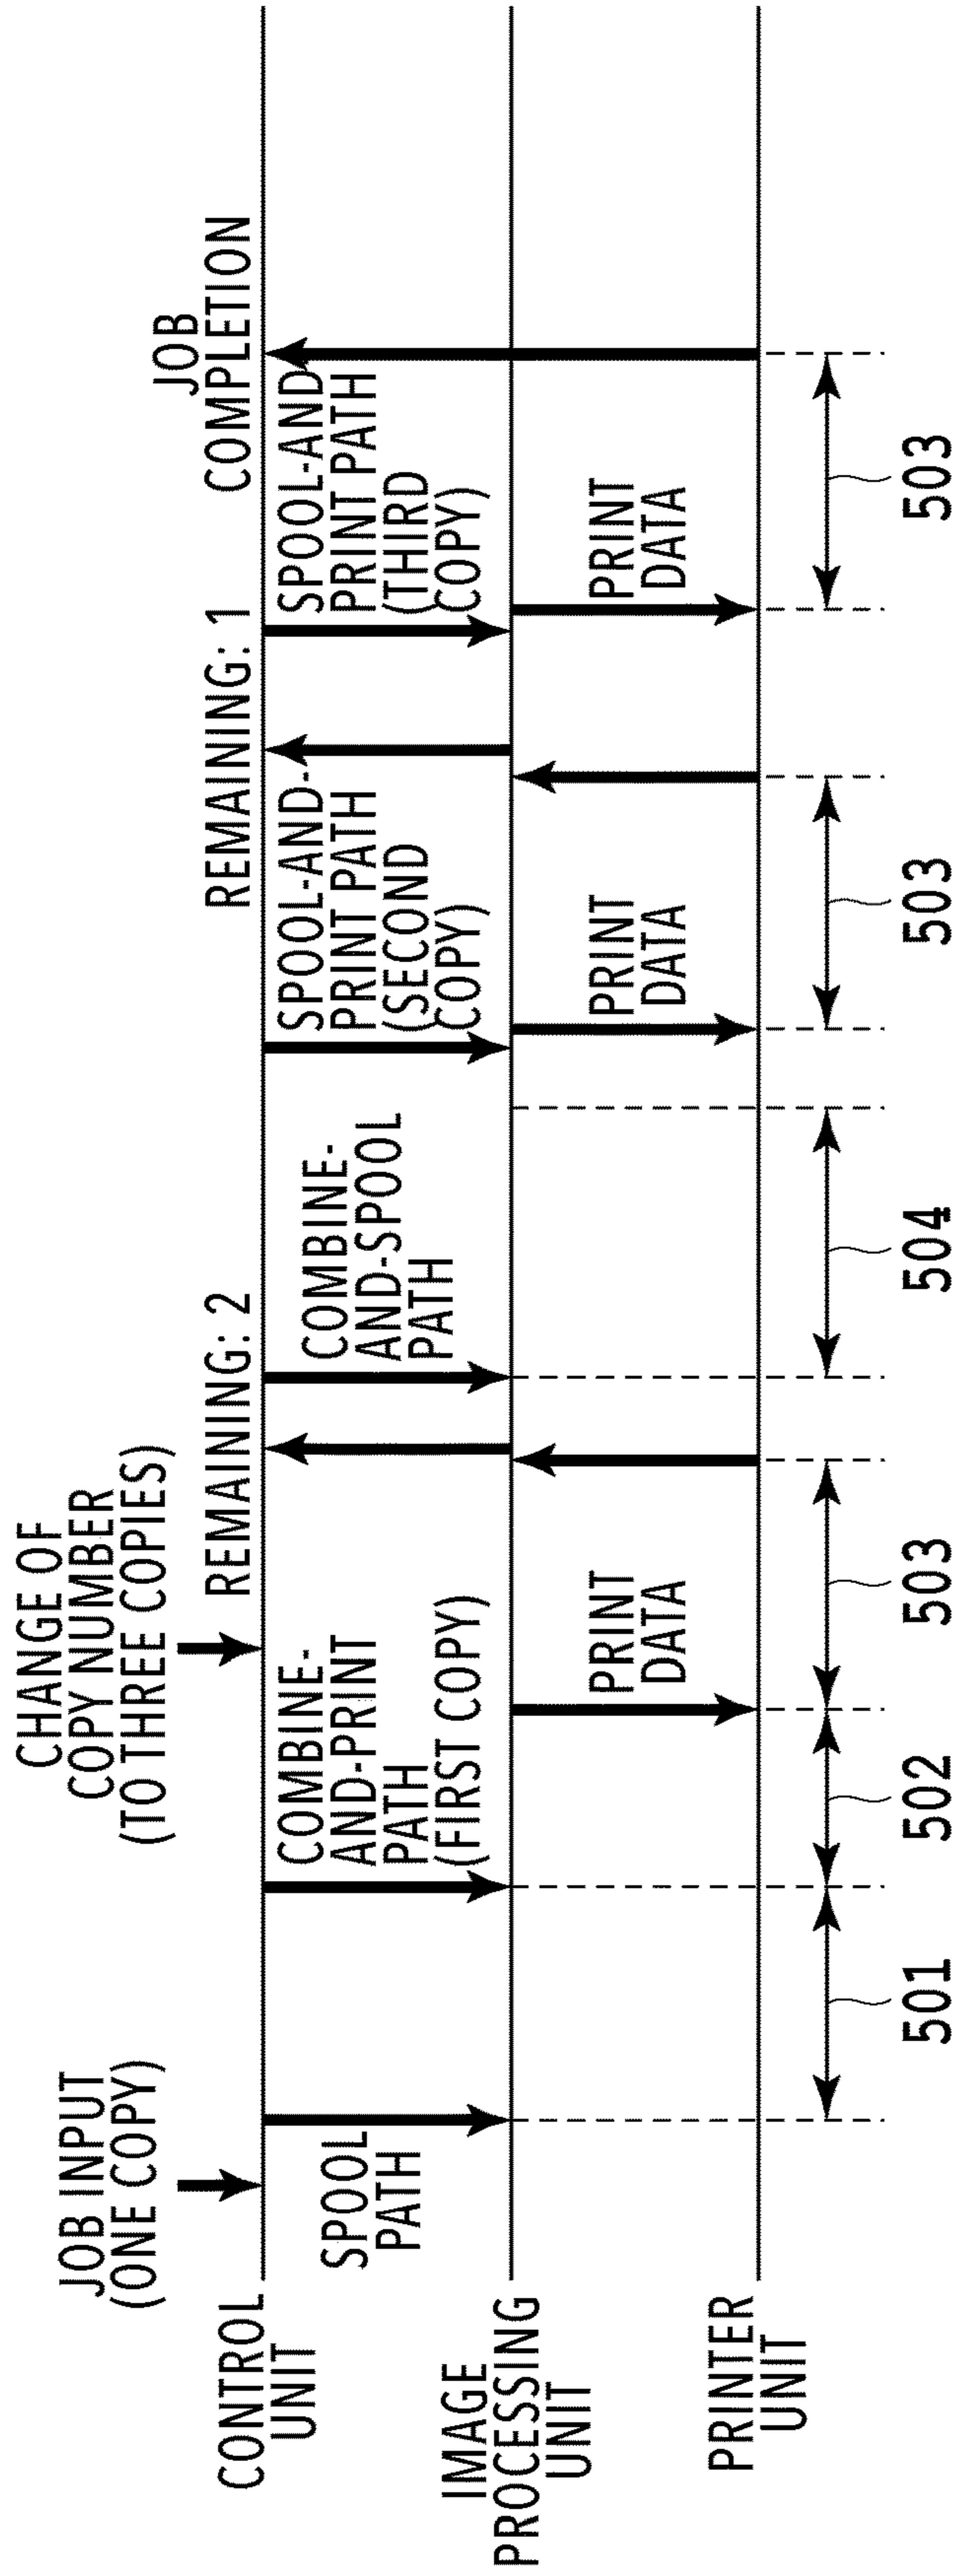 JOB INPUT
(ONE COPY)
CHANGE OF
COPY NUMBER
(TO THREE COPIES)
REMAINING: 2
REMAINING: 1
JOB
COMPLETION
CONTROL
UNIT
SPOOL
PATH
COMBINE-
AND-PRINT
PATH
(FIRST COPY)
COMBINE-
AND-SPOOL
PATH
SPOOL-AND-
PRINT PATH
(SECOND
COPY)
SPOOL-AND
PRINT PATH
(THIRD
COPY)
IMAGE
PROCESSING
UNIT
PRINT
DATA
PRINT
DATA
PRINT
DATA
PRINTER
UNIT
501
502
503
504
503
503